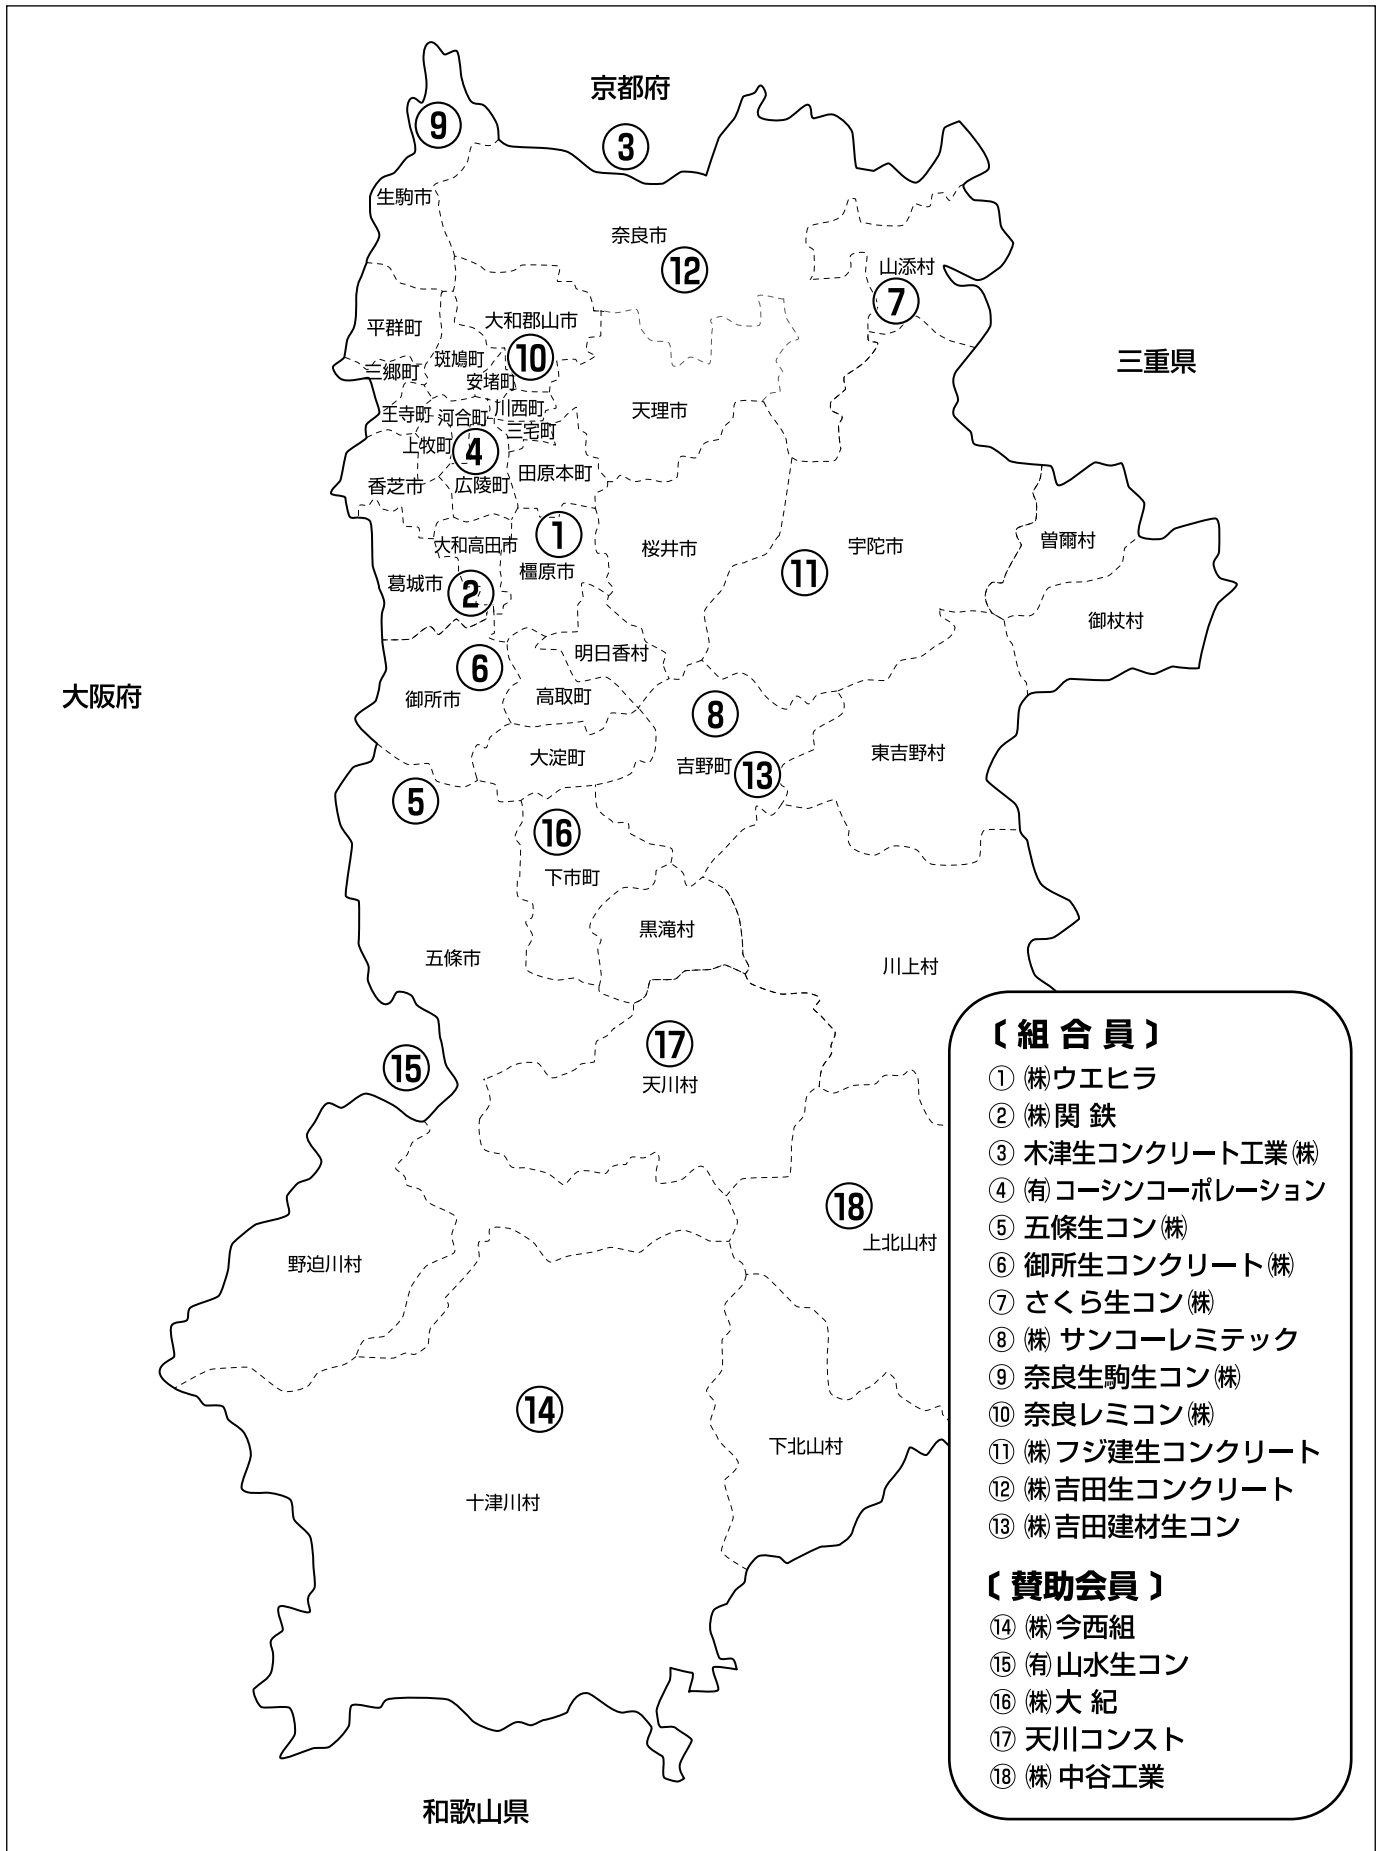 京都府
⑨
③
生駒市
奈良市
⑫
山添村
⑦
平群町
大和郡山市
三重県
三郷町
斑鳩町
⑩
安堵町
王寺町
河合町
川西町
天理市
三宅町
上牧町
④
香芝市
広陵町
田原本町
①
大和高田市
橿原市
桜井市
宇陀市
⑪
曽爾村
葛城市
②
御杖村
明日香村
⑥
大阪府
御所市
高取町
⑧
大淀町
吉野町
⑬
東吉野村
⑤
⑯
下市町
黒滝村
五條市
川上村
⑰
⑮
天川村
⑱
上北山村
野迫川村
⑭
下北山村
十津川村
和歌山県
〔 組 合 員 〕
① ㈱ウエヒラ
② ㈱関 鉄
③ 木津生コンクリート工業㈱
④ ㈲コーシンコーポレーション
⑤ 五條生コン㈱
⑥ 御所生コンクリート㈱
⑦ さくら生コン㈱
⑧ ㈱ サンコーレミテック
⑨ 奈良生駒生コン㈱
⑩ 奈良レミコン㈱
⑪ ㈱フジ建生コンクリート
⑫ ㈱吉田生コンクリート
⑬ ㈱吉田建材生コン
〔 賛助会員 〕
⑭ ㈱今西組
⑮ ㈲山水生コン
⑯ ㈱大 紀
⑰ 天川コンスト
⑱ ㈱ 中谷工業